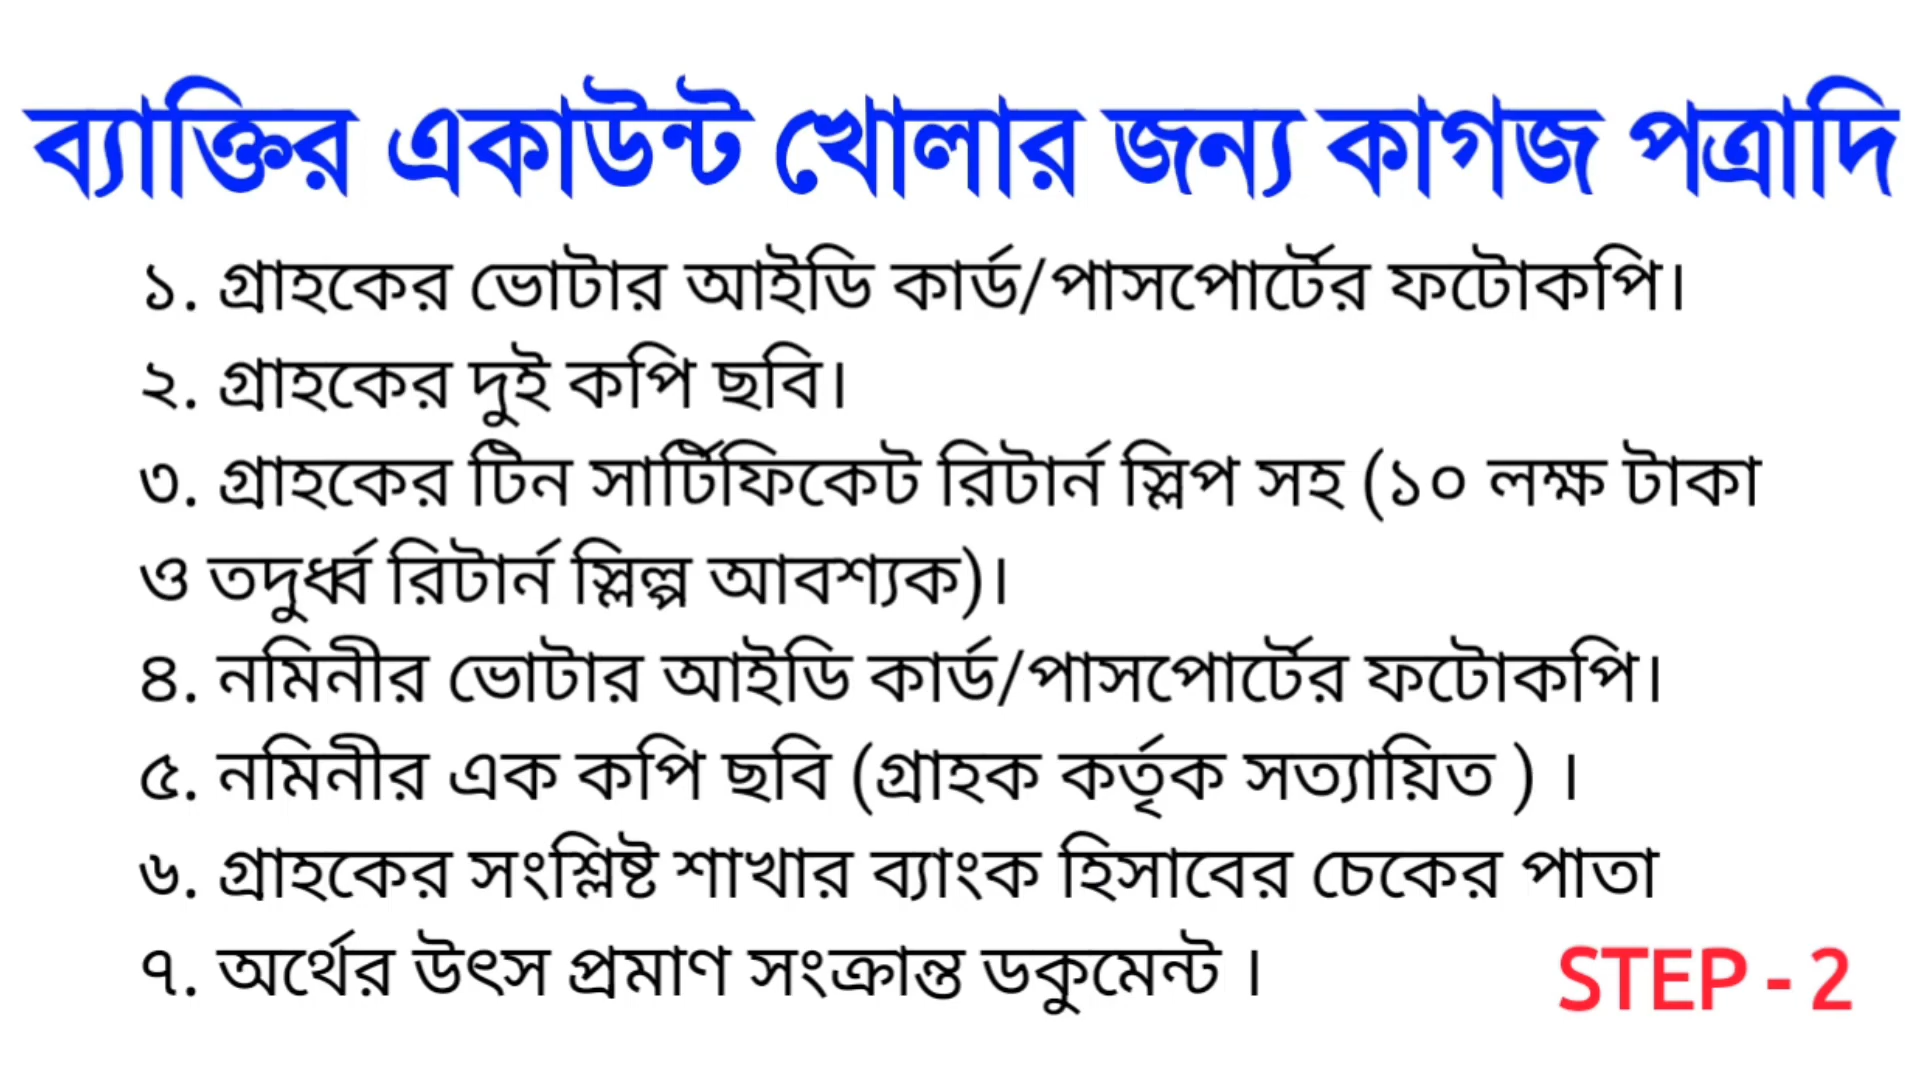 ব্যাক্তির একাউন্ট খোলার জন্য কাগজ পত্রাদি
১. গ্রাহকের ভোটার আইডি কার্ড/পাসপোর্টের ফটোকপি।
২. গ্রাহকের দুই কপি ছবি।
৩. গ্রাহকের টিন সার্টিফিকেট রিটার্ন স্লিপ সহ (১০ লক্ষ টাকা
ও তদুর্ধ্ব রিটার্ন স্লিল্প আবশ্যক)।
৪. নমিনীর ভোটার আইডি কার্ড/পাসপোর্টের ফটোকপি।
৫. নমিনীর এক কপি ছবি (গ্রাহক কর্তৃক সত্যায়িত ) ।
৬. গ্রাহকের সংশ্লিষ্ট শাখার ব্যাংক হিসাবের চেকের পাতা
৭. অর্থের উৎস প্রমাণ সংক্রান্ত ডকুমেন্ট ।
STEP - 2